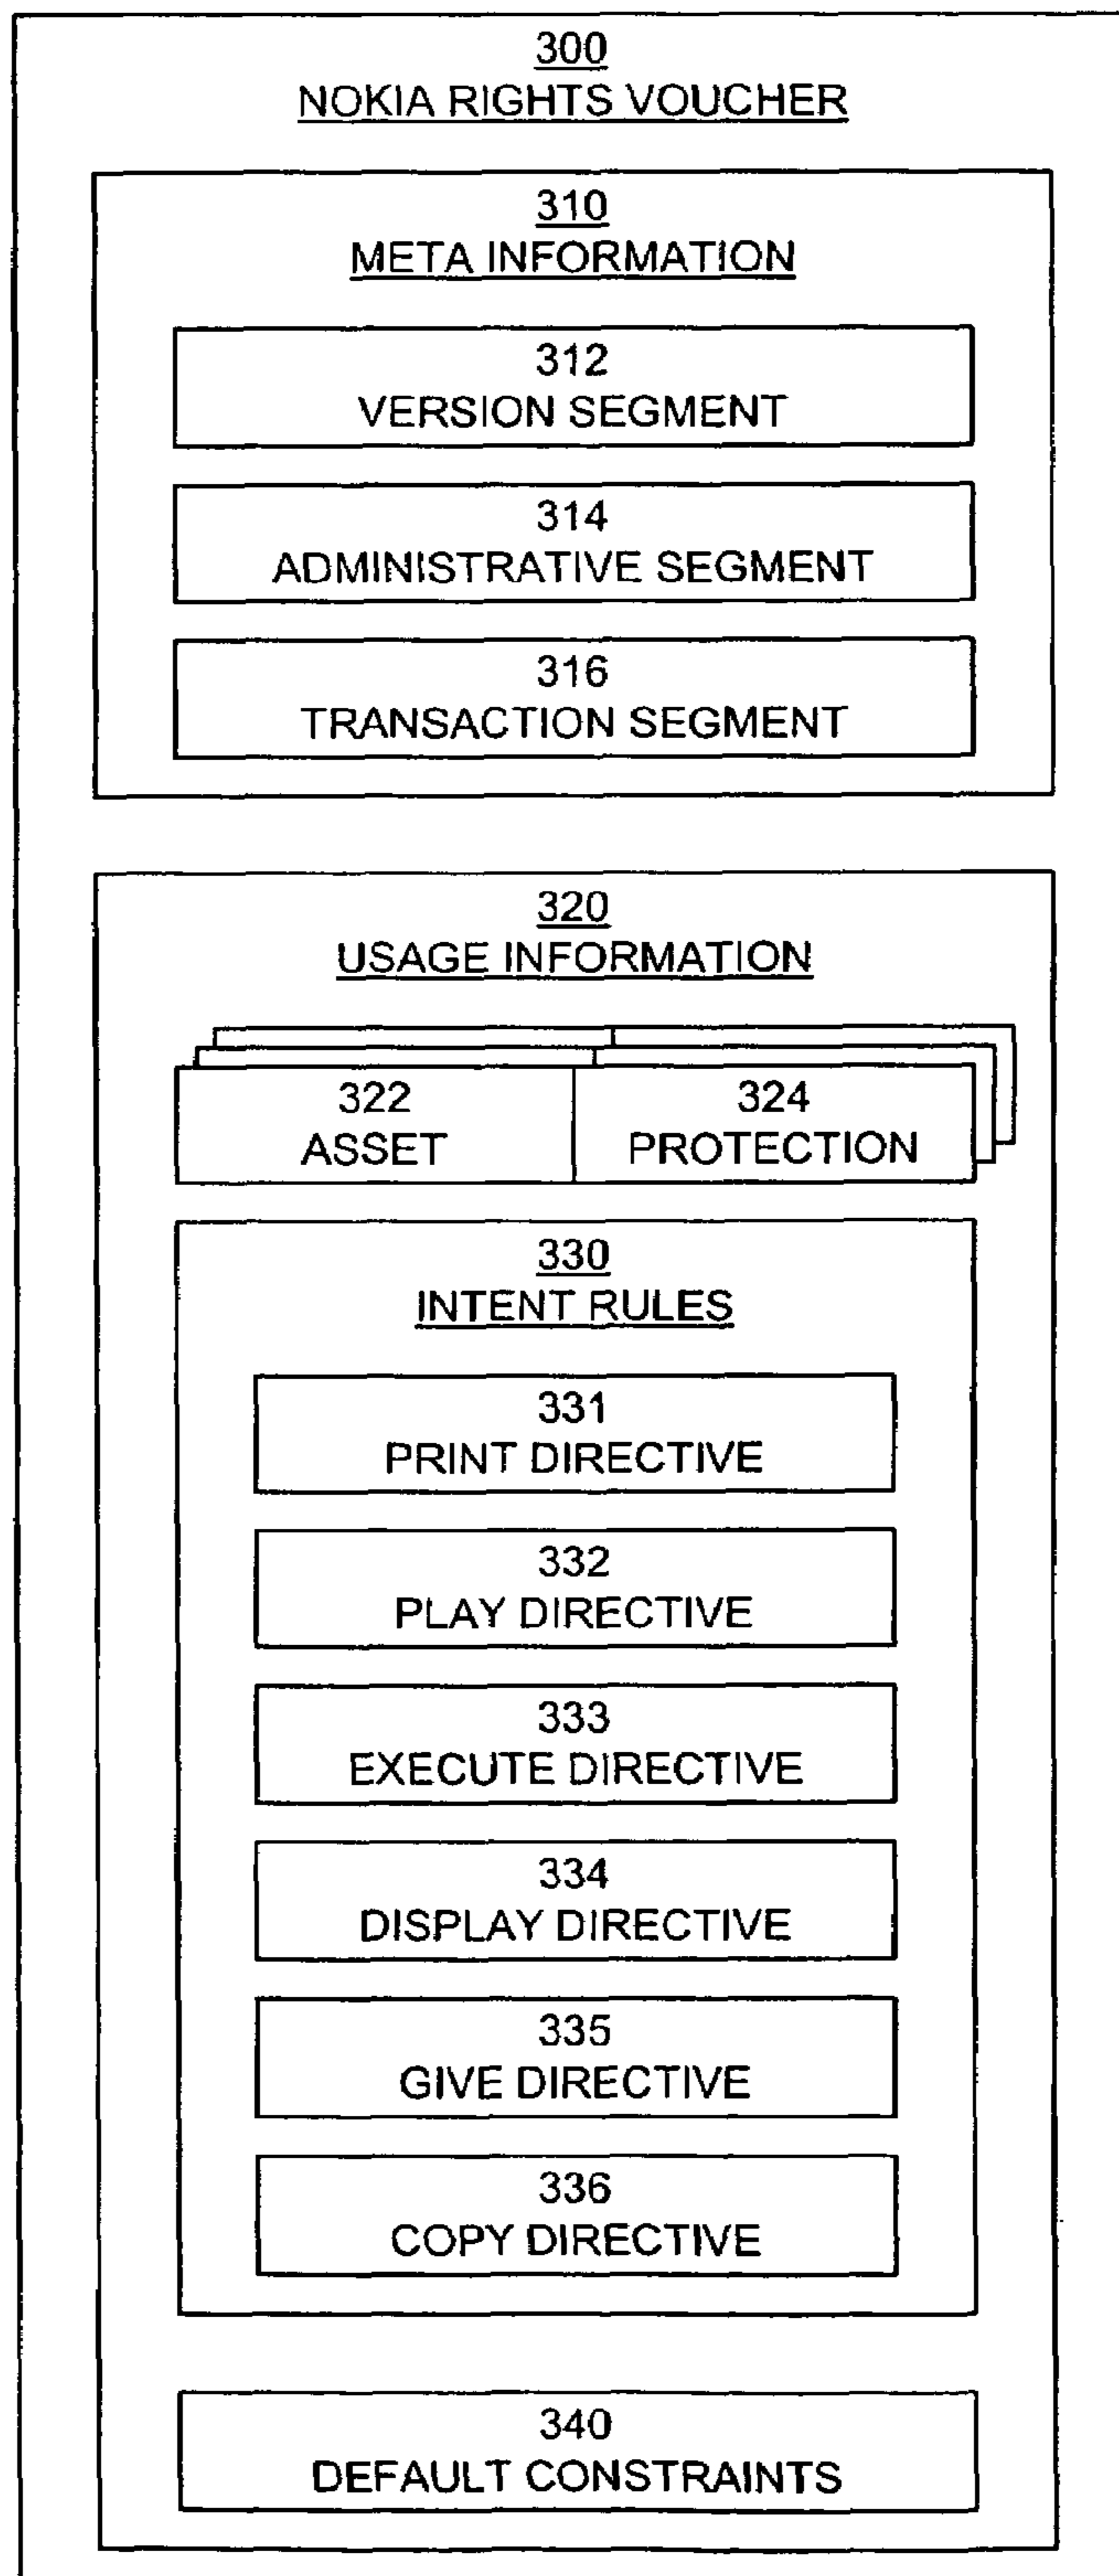 300
NOKIA RIGHTS VOUCHER
310
META INFORMATION
312
VERSION SEGMENT
314
ADMINISTRATIVE SEGMENT
316
TRANSACTION SEGMENT
320
USAGE INFORMATION
322
ASSET
324
PROTECTION
330
INTENT RULES
331
PRINT DIRECTIVE
332
PLAY DIRECTIVE
333
EXECUTE DIRECTIVE
334
DISPLAY DIRECTIVE
335
GIVE DIRECTIVE
336
COPY DIRECTIVE
340
DEFAULT CONSTRAINTS